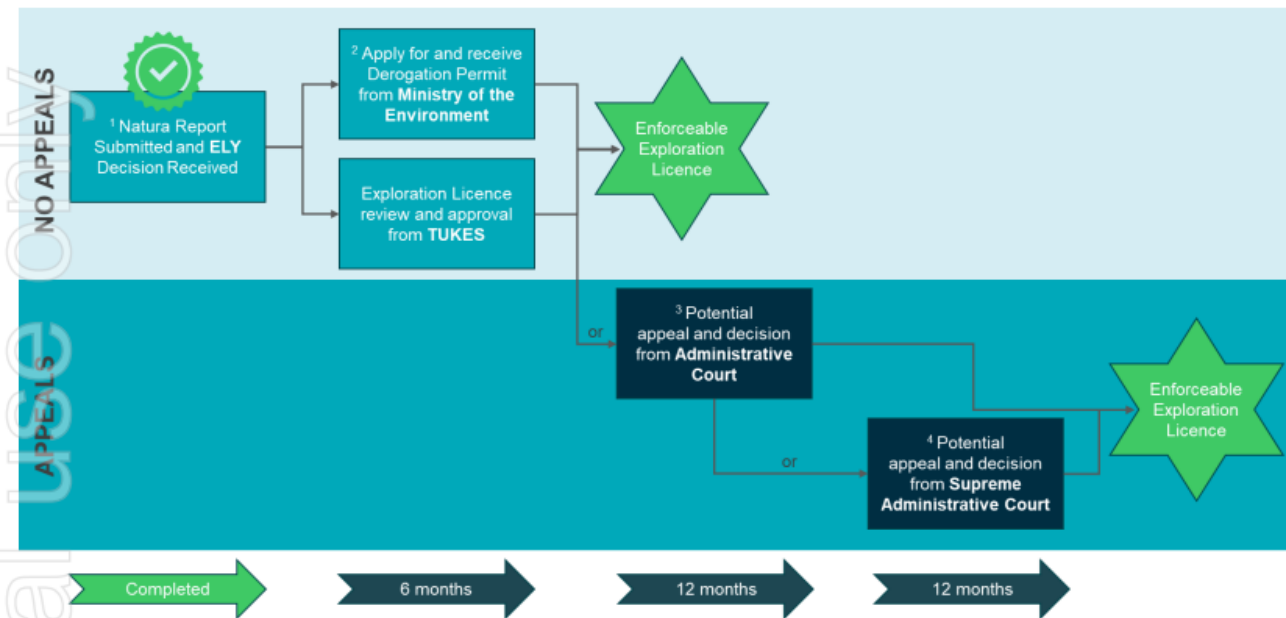 NO APPEALS
1 Natura Report
Submitted and ELY
Decision Received
2 Apply for and receive
Derogation Permit
from Ministry of the
Environment
Exploration Licence
review and approval
from TUKES
Enforceable
Exploration
Licence
APPEALS
or
3 Potential
appeal and decision
from Administrative
Court
or
4 Potential
appeal and decision
from Supreme
Administrative Court
Enforceable
Exploration
Licence
Completed
6 months
12 months
12 months
al use only